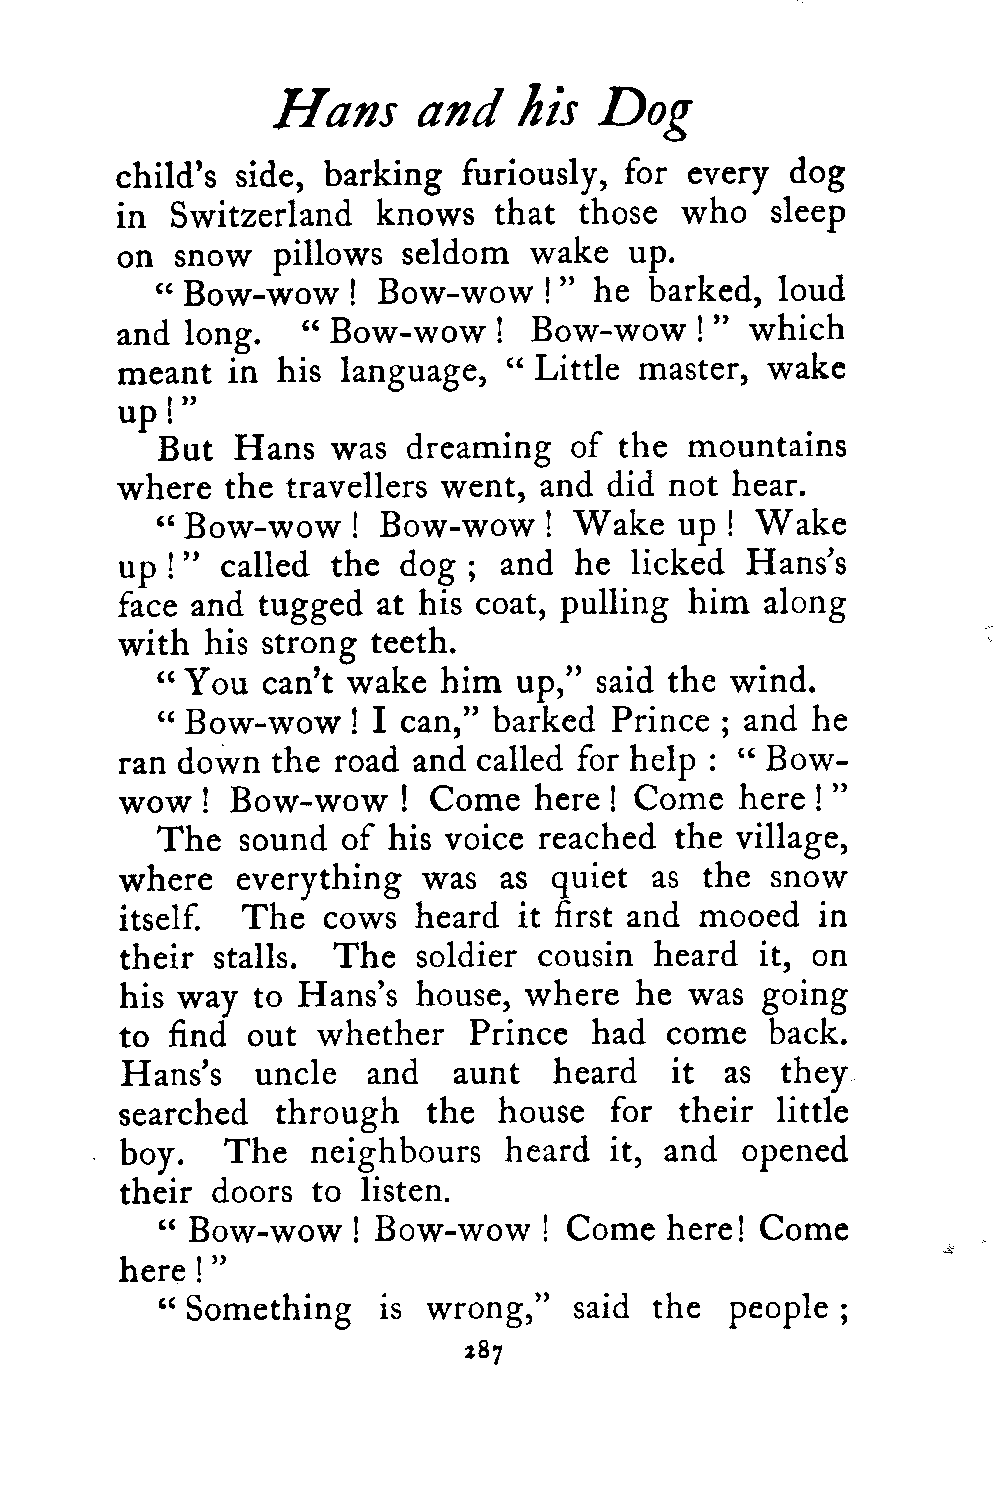 Hans and his Dog
child's side, barking furiously, for every dog
in Switzerland knows that those who sleep
on snow pillows seldom wake up.
“ Bow-wow ! Bow-wow ! ” he barked, loud
and long. “ Bow-wow ! Bow-wow ! ” which
meant in his language, “ Little master, wake
up ! ”
But Hans was dreaming of the mountains
where the travellers went, and did not hear.
“ Bow-wow ! Bow-wow ! Wake up ! Wake
up ! ” called the dog ; and he licked Hans's
face and tugged at his coat, pulling him along
with his strong teeth.
“ You can't wake him up,” said the wind.
“ Bow-wow ! I can,” barked Prince ; and he
ran down the road and called for help : “ Bow-
wow ! Bow-wow ! Come here ! Come here ! ”
The sound of his voice reached the village,
where everything was as quiet as the snow
itself. The cows heard it first and mooed in
their stalls. The soldier cousin heard it, on
his way to Hans's house, where he was going
to find out whether Prince had come back.
Hans's uncle and aunt heard it as they
searched through the house for their little
boy. The neighbours heard it, and opened
their doors to listen.
“ Bow-wow ! Bow-wow ! Come here! Come
here ! ”
“ Something is wrong,” said the people ;
287